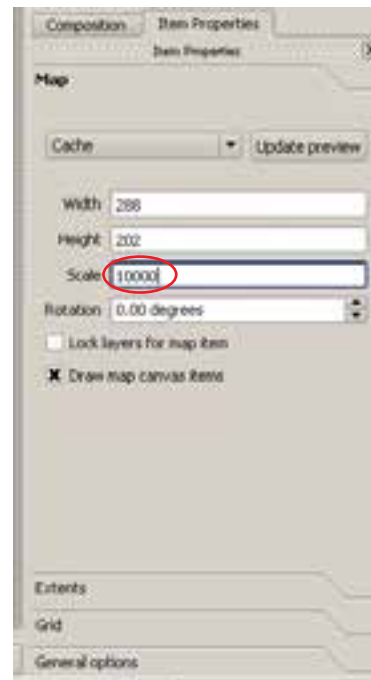 Composition Item Properties
Item Properties
Map
Cache Update preview
Width 288
Height 202
Scale 10000
Rotation 0.00 degrees
Lock layers for map item
Draw map canvas items
Extents
Grid
General options